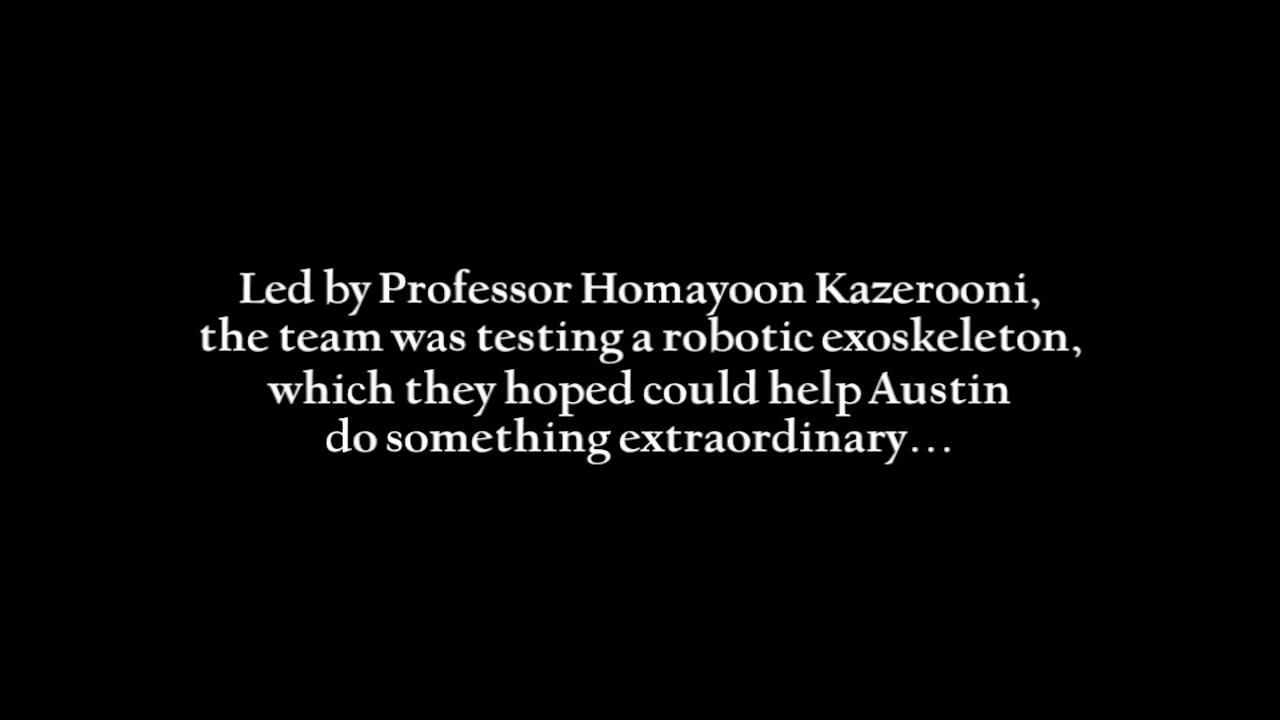 Led by Professor Homayoon Kazerooni,
the team was testing a robotic exoskeleton,
which they hoped could help Austin
do something extraordinary...